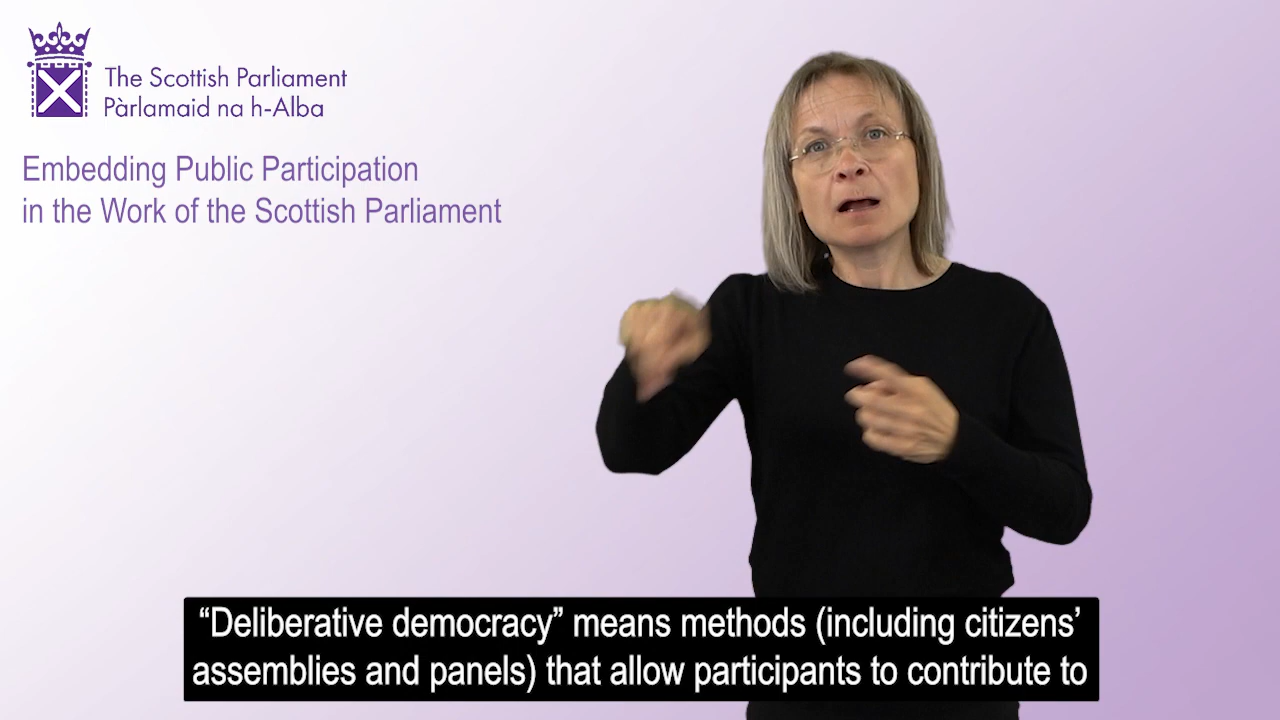 The Scottish Parliament
Pàrlamaid na h-Alba
Embedding Public Participation
in the Work of the Scottish Parliament
“Deliberative democracy” means methods (including citizens’
assemblies and panels) that allow participants to contribute to